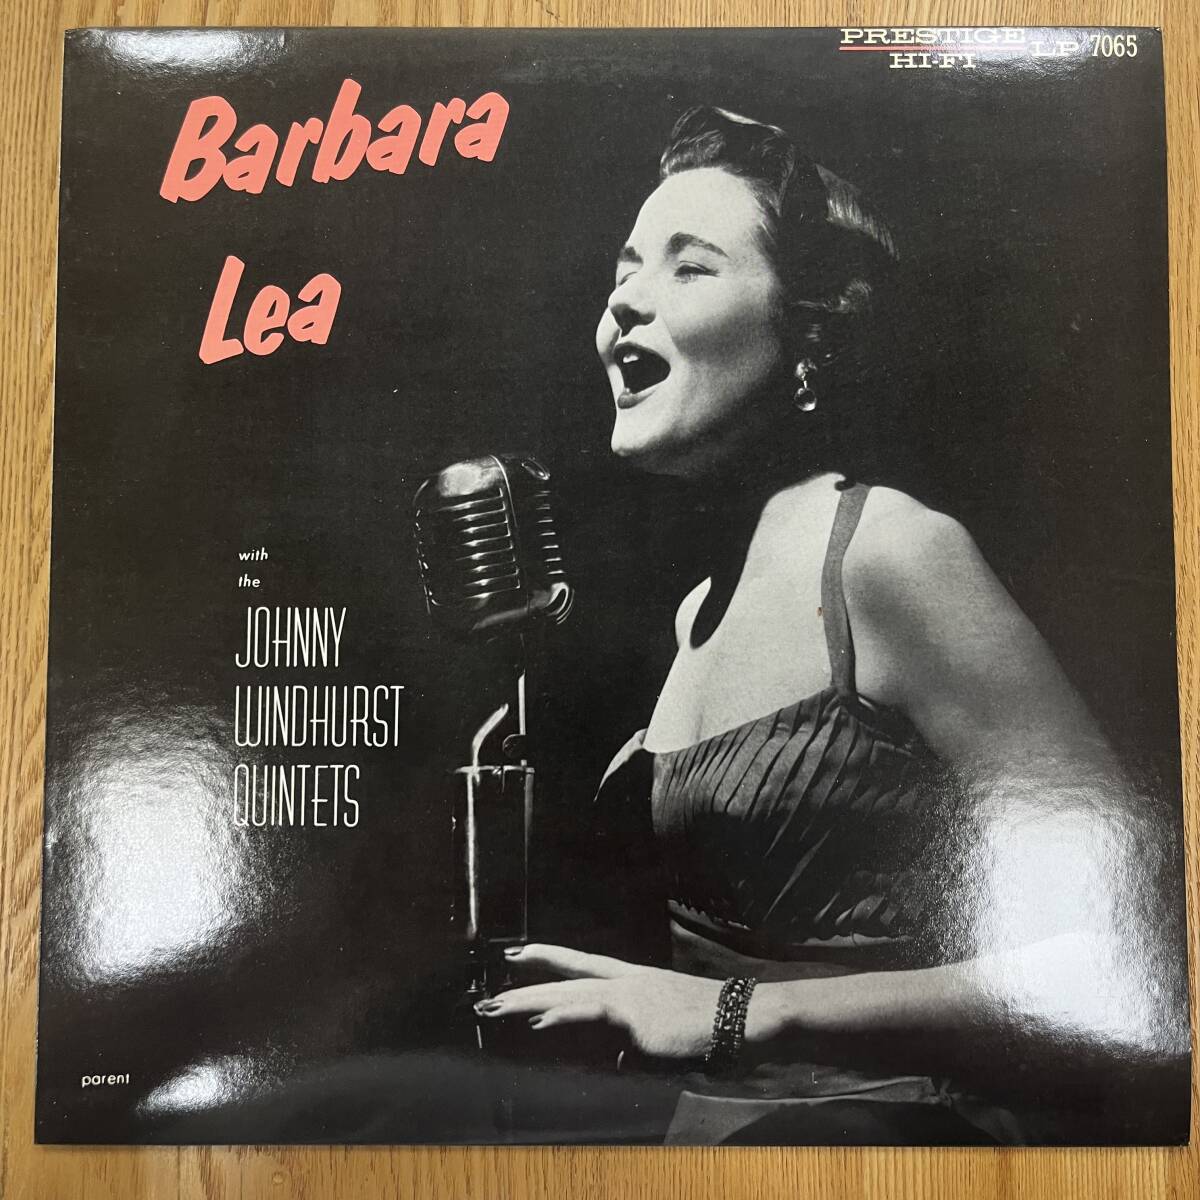 PRESTIGE LP 7065
HI-FI
Barbara
Lea
with
the
JOHNNY
WINDHURST
QUINTETS
parent